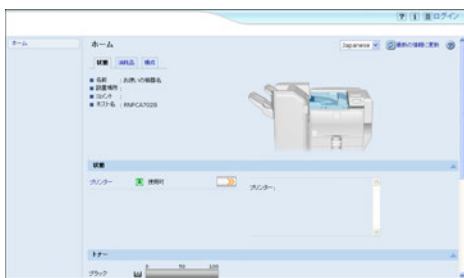 ログイン
ホーム
ホーム
Japanese
最新の情報に更新
状態 消耗品 構成
名前 : お使いの機器名
設置場所 :
コメント :
ホスト名 : RNPCA702B
状態
プリンター 使用可
プリンター :
トナー
0 50 100
ブラック